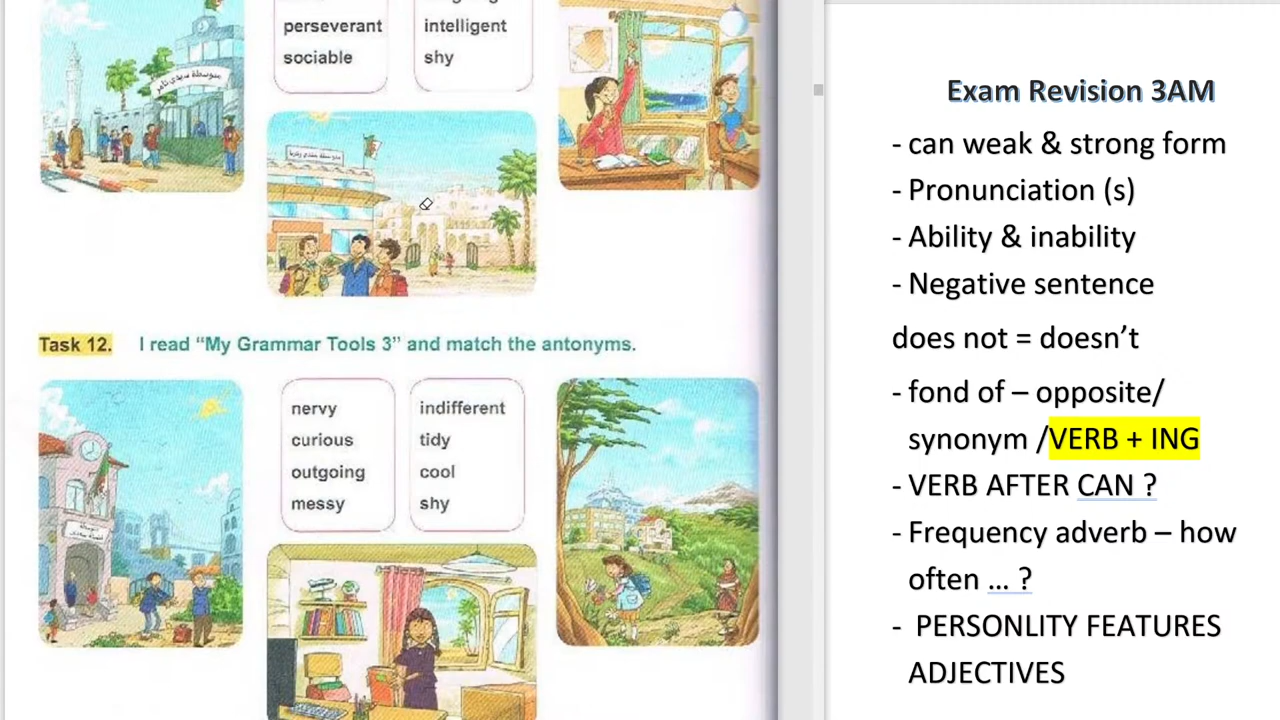 perseverant
sociable
intelligent
shy
Task 12. I read “My Grammar Tools 3” and match the antonyms.
nervy
curious
outgoing
messy
indifferent
tidy
cool
shy
Exam Revision 3AM
- can weak & strong form
- Pronunciation (s)
- Ability & inability
- Negative sentence
does not = doesn’t
- fond of – opposite/
synonym /VERB + ING
- VERB AFTER CAN ?
- Frequency adverb – how
often ... ?
- PERSONLITY FEATURES
ADJECTIVES